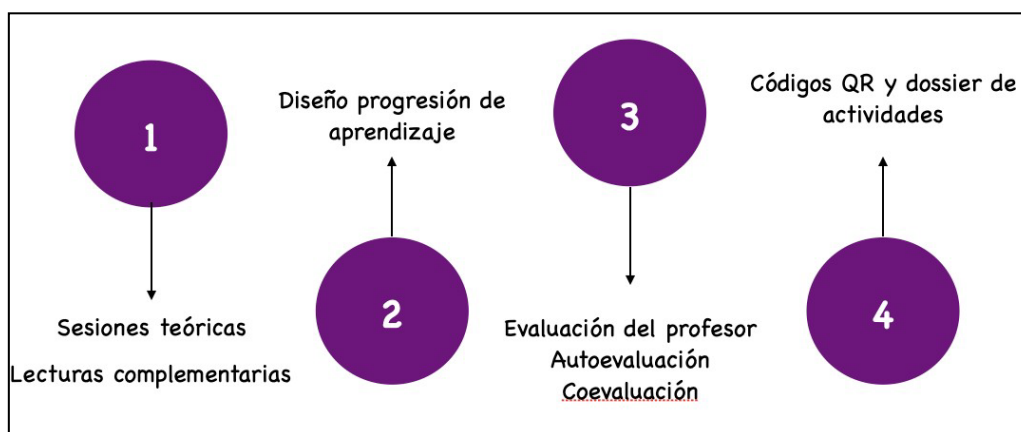 1
Sesiones teóricas
Lecturas complementarias
Diseño progresión de
aprendizaje
2
3
Evaluación del profesor
Autoevaluación
Coevaluación
Códigos QR y dossier de
actividades
4